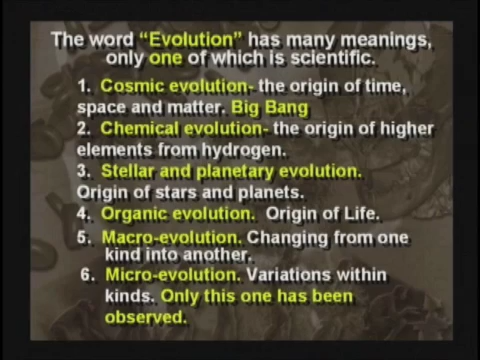 The word “Evolution” has many meanings,
only one of which is scientific.
1. Cosmic evolution- the origin of time,
space and matter. Big Bang
2. Chemical evolution- the origin of higher
elements from hydrogen.
3. Stellar and planetary evolution.
Origin of stars and planets.
4. Organic evolution. Origin of Life.
5. Macro-evolution. Changing from one
kind into another.
6. Micro-evolution. Variations within
kinds. Only this one has been
observed.